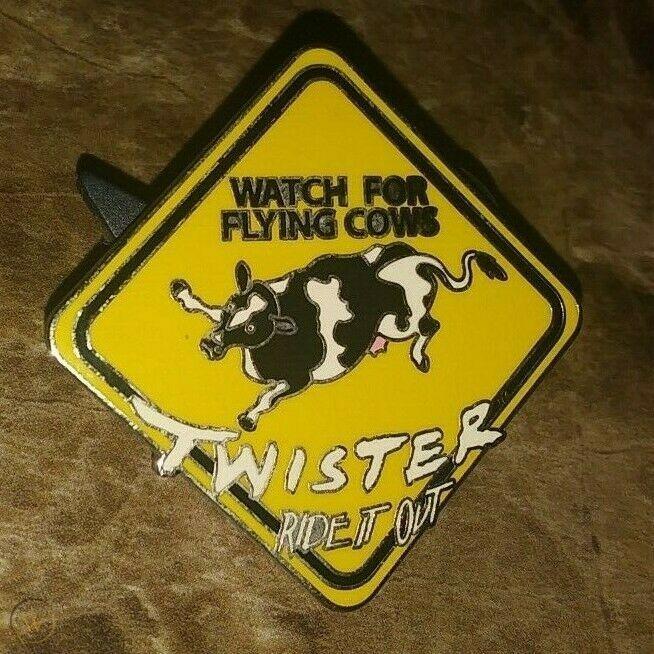 WATCH FOR
FLYING COWS
TWISTER
RIDE IT OUT